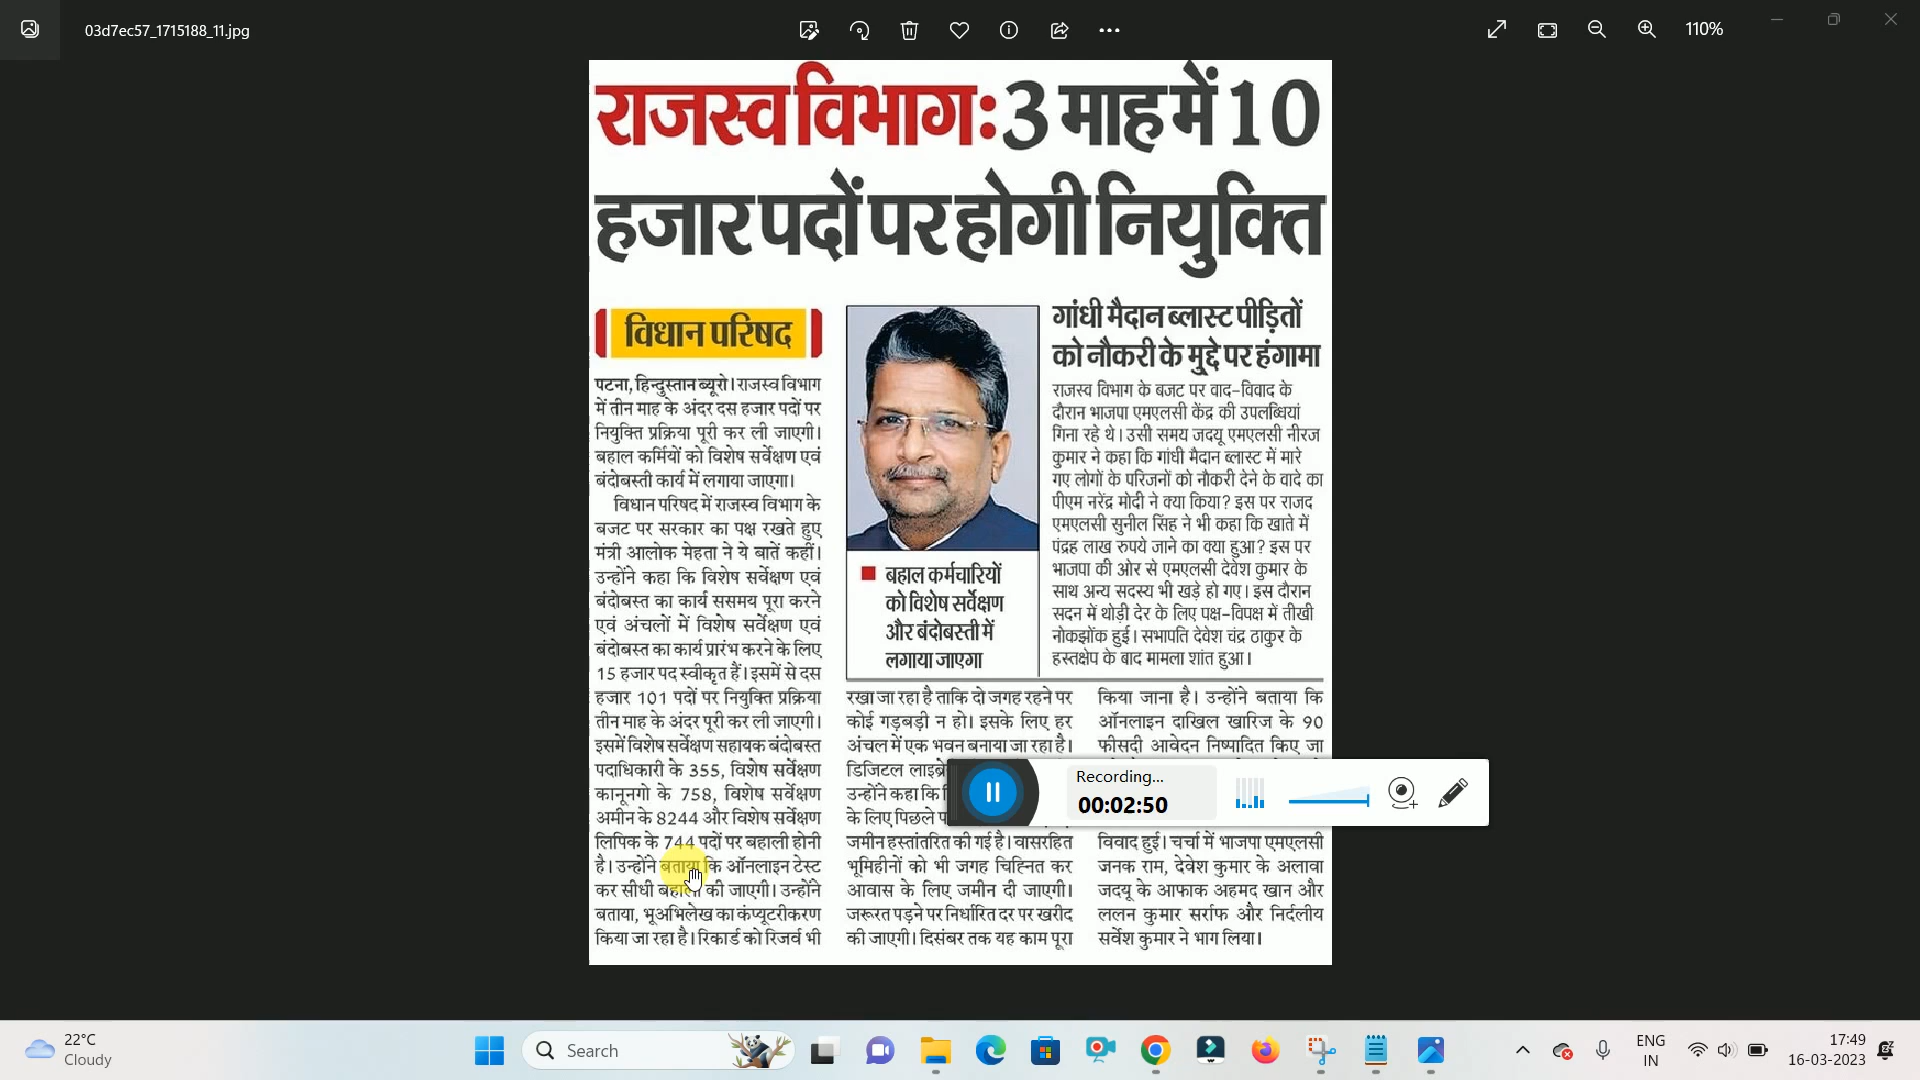 03d7ec57_1715188_11.jpg
110%
राजस्व विभाग: 3 माह में 10
हजार पदों पर होगी नियुक्ति
विधान परिषद
पटना, हिन्दुस्तान ब्यूरो। राजस्व विभाग
में तीन माह के अंदर दस हजार पदों पर
नियुक्ति प्रक्रिया पूरी कर ली जाएगी।
बहाल कर्मियों को विशेष सर्वेक्षण एवं
बंदोबस्ती कार्य में लगाया जाएगा।
विधान परिषद में राजस्व विभाग के
बजट पर सरकार का पक्ष रखते हुए
मंत्री आलोक मेहता ने ये बातें कहीं।
उन्होंने कहा कि विशेष सर्वेक्षण एवं
बंदोबस्त का कार्य ससमय पूरा करने
एवं अंचलों में विशेष सर्वेक्षण एवं
बंदोबस्त का कार्य प्रारंभ करने के लिए
15 हजार पद स्वीकृत हैं। इसमें से दस
हजार 101 पदों पर नियुक्ति प्रक्रिया
तीन माह के अंदर पूरी कर ली जाएगी।
इसमें विशेष सर्वेक्षण सहायक बंदोबस्त
पदाधिकारी के 355, विशेष सर्वेक्षण
कानूनगो के 758, विशेष सर्वेक्षण
अमीन के 8244 और विशेष सर्वेक्षण
लिपिक के 744 पदों पर बहाली होनी
है। उन्होंने बताया कि ऑनलाइन टेस्ट
कर सीधी बहाली की जाएगी। उन्होंने
बताया, भूअभिलेख का कंप्यूटरीकरण
किया जा रहा है। रिकार्ड को रिजर्व भी
बहाल कर्मचारियों
को विशेष सर्वेक्षण
और बंदोबस्ती में
लगाया जाएगा
गांधी मैदान ब्लास्ट पीड़ितों
को नौकरी के मुद्दे पर हंगामा
राजस्व विभाग के बजट पर वाद-विवाद के
दौरान भाजपा एमएलसी केंद्र की उपलब्धियां
गिना रहे थे। उसी समय जदयू एमएलसी नीरज
कुमार ने कहा कि गांधी मैदान ब्लास्ट में मारे
गए लोगों के परिजनों को नौकरी देने के वादे का
पीएम नरेंद्र मोदी ने क्या किया? इस पर राजद
एमएलसी सुनील सिंह ने भी कहा कि खाते में
पंद्रह लाख रुपये जाने का क्या हुआ? इस पर
भाजपा की ओर से एमएलसी देवेश कुमार के
साथ अन्य सदस्य भी खड़े हो गए। इस दौरान
सदन में थोड़ी देर के लिए पक्ष-विपक्ष में तीखी
नोकझोंक हुई। सभापति देवेश चंद्र ठाकुर के
हस्तक्षेप के बाद मामला शांत हुआ।
रखा जा रहा है ताकि दो जगह रहने पर
कोई गड़बड़ी न हो। इसके लिए हर
अंचल में एक भवन बनाया जा रहा है।
डिजिटल
उन्होंने कहा कि
के लिए पिछले
जमीन हस्तांतरित की गई है। वासरहित
भूमिहीनों को भी जगह चिह्नित कर
आवास के लिए जमीन दी जाएगी।
जरूरत पड़ने पर निर्धारित दर पर खरीद
की जाएगी। दिसंबर तक यह काम पूरा
किया जाना है। उन्होंने बताया कि
ऑनलाइन दाखिल खारिज के 90
फीसदी आवेदन निष्पादित किए जा
विवाद हुई। चर्चा में भाजपा एमएलसी
जनक राम, देवेश कुमार के अलावा
जदयू के आफाक अहमद खान और
ललन कुमार सर्राफ और निर्दलीय
सर्वेश कुमार ने भाग लिया।
Recording...
00:02:50
22°C
Cloudy
Search
ENG
IN
17:49
16-03-2023